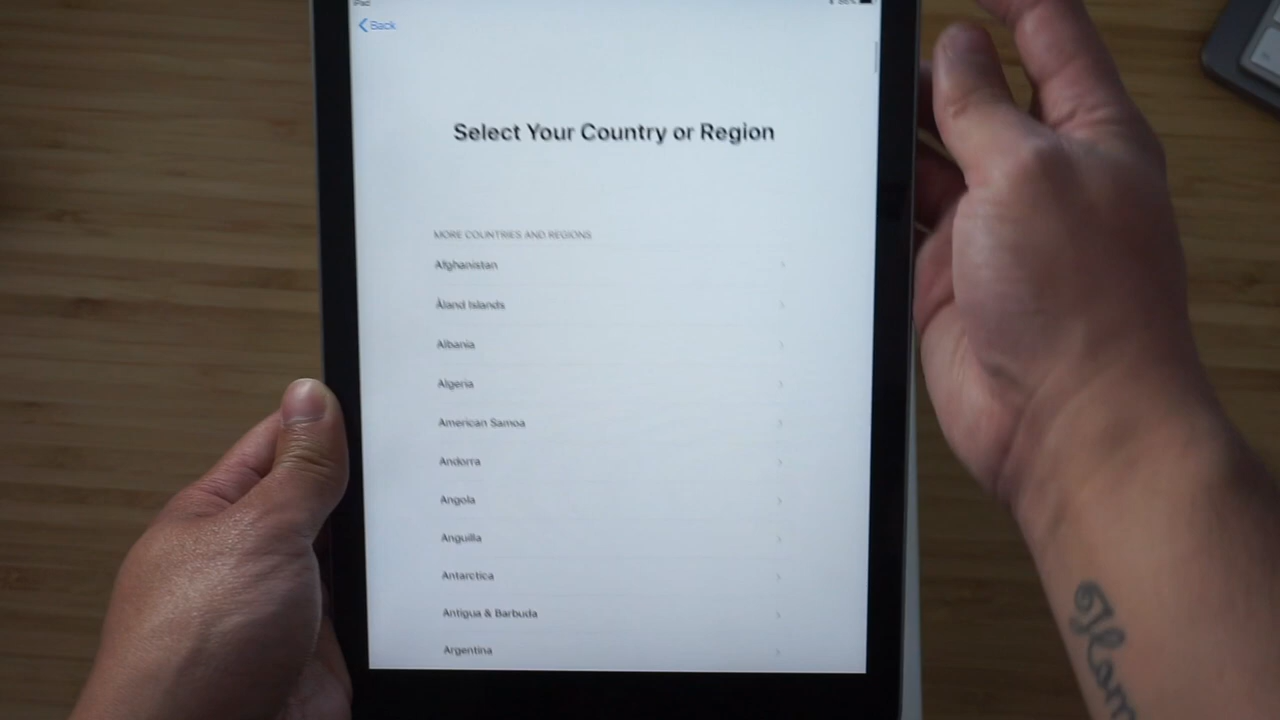 iPad
Back
Select Your Country or Region
MORE COUNTRIES AND REGIONS
Afghanistan
Åland Islands
Albania
Algeria
American Samoa
Andorra
Angola
Anguilla
Antarctica
Antigua & Barbuda
Argentina